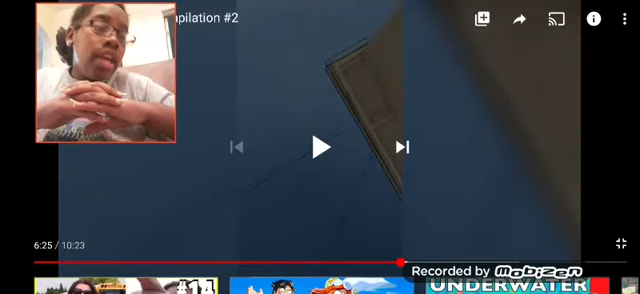 pilation #2
6:25 / 10:23
Recorded by Mobizen
#14
UNDERWATER